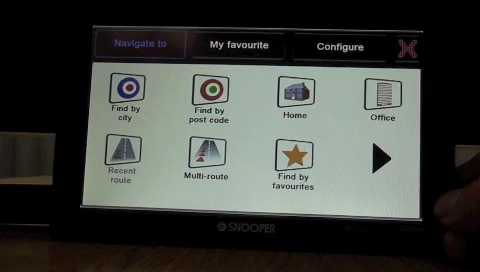 Navigate to
My favourite
Configure
Find by
city
Find by
post code
Home
Office
Recent
route
Multi-route
Find by
favourites
SNOOPER